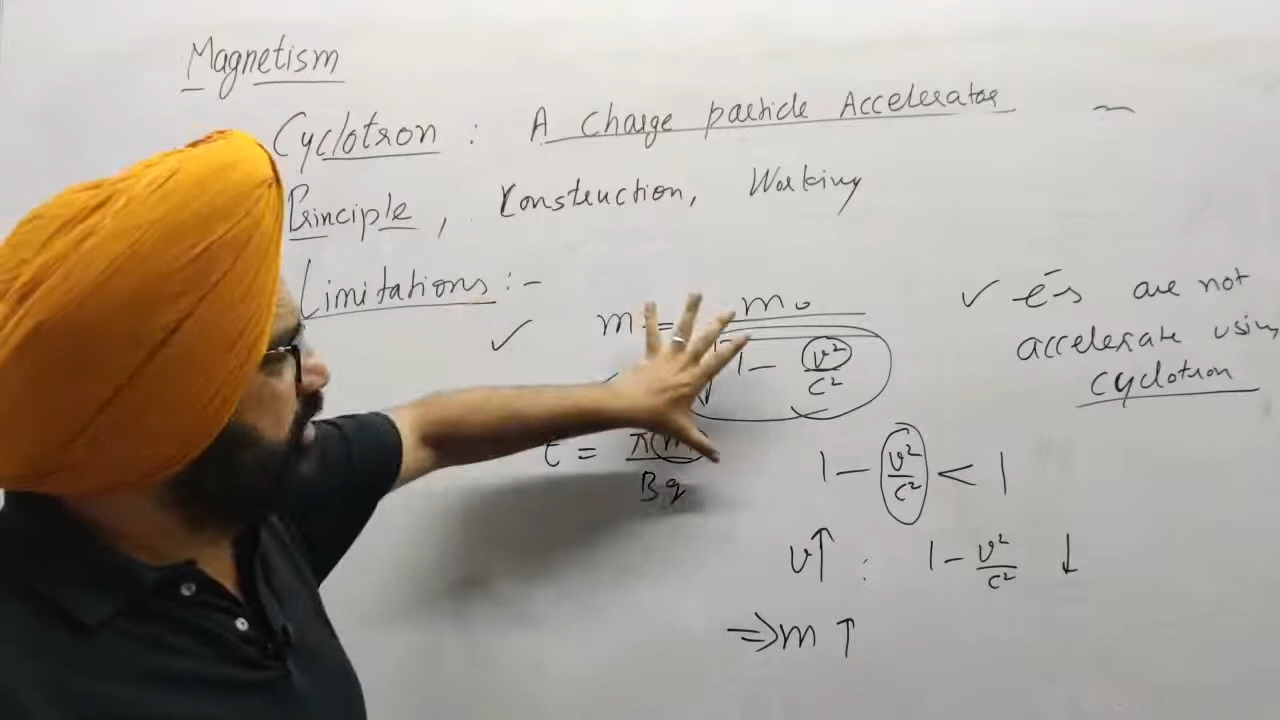 Magnetism
Cyclotron : A Charge particle Accelerator
Principle, Construction, Working
Limitations :-
✓ m = m₀ / √1 - v²/c²
✓ e⁻s are not
accelerate using
cyclotron
t = πm / Bq
1 - v²/c² < 1
v↑ : 1 - v²/c² ↓
⇒ m ↑